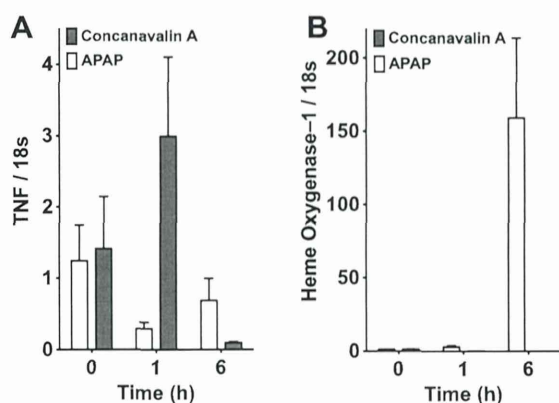 A
Concanavalin A
APAP
TNF / 18s
4
3
2
1
0
0 1 6
Time (h)
B
Concanavalin A
APAP
Heme Oxygenase–1 / 18s
200
150
100
50
0
0 1 6
Time (h)